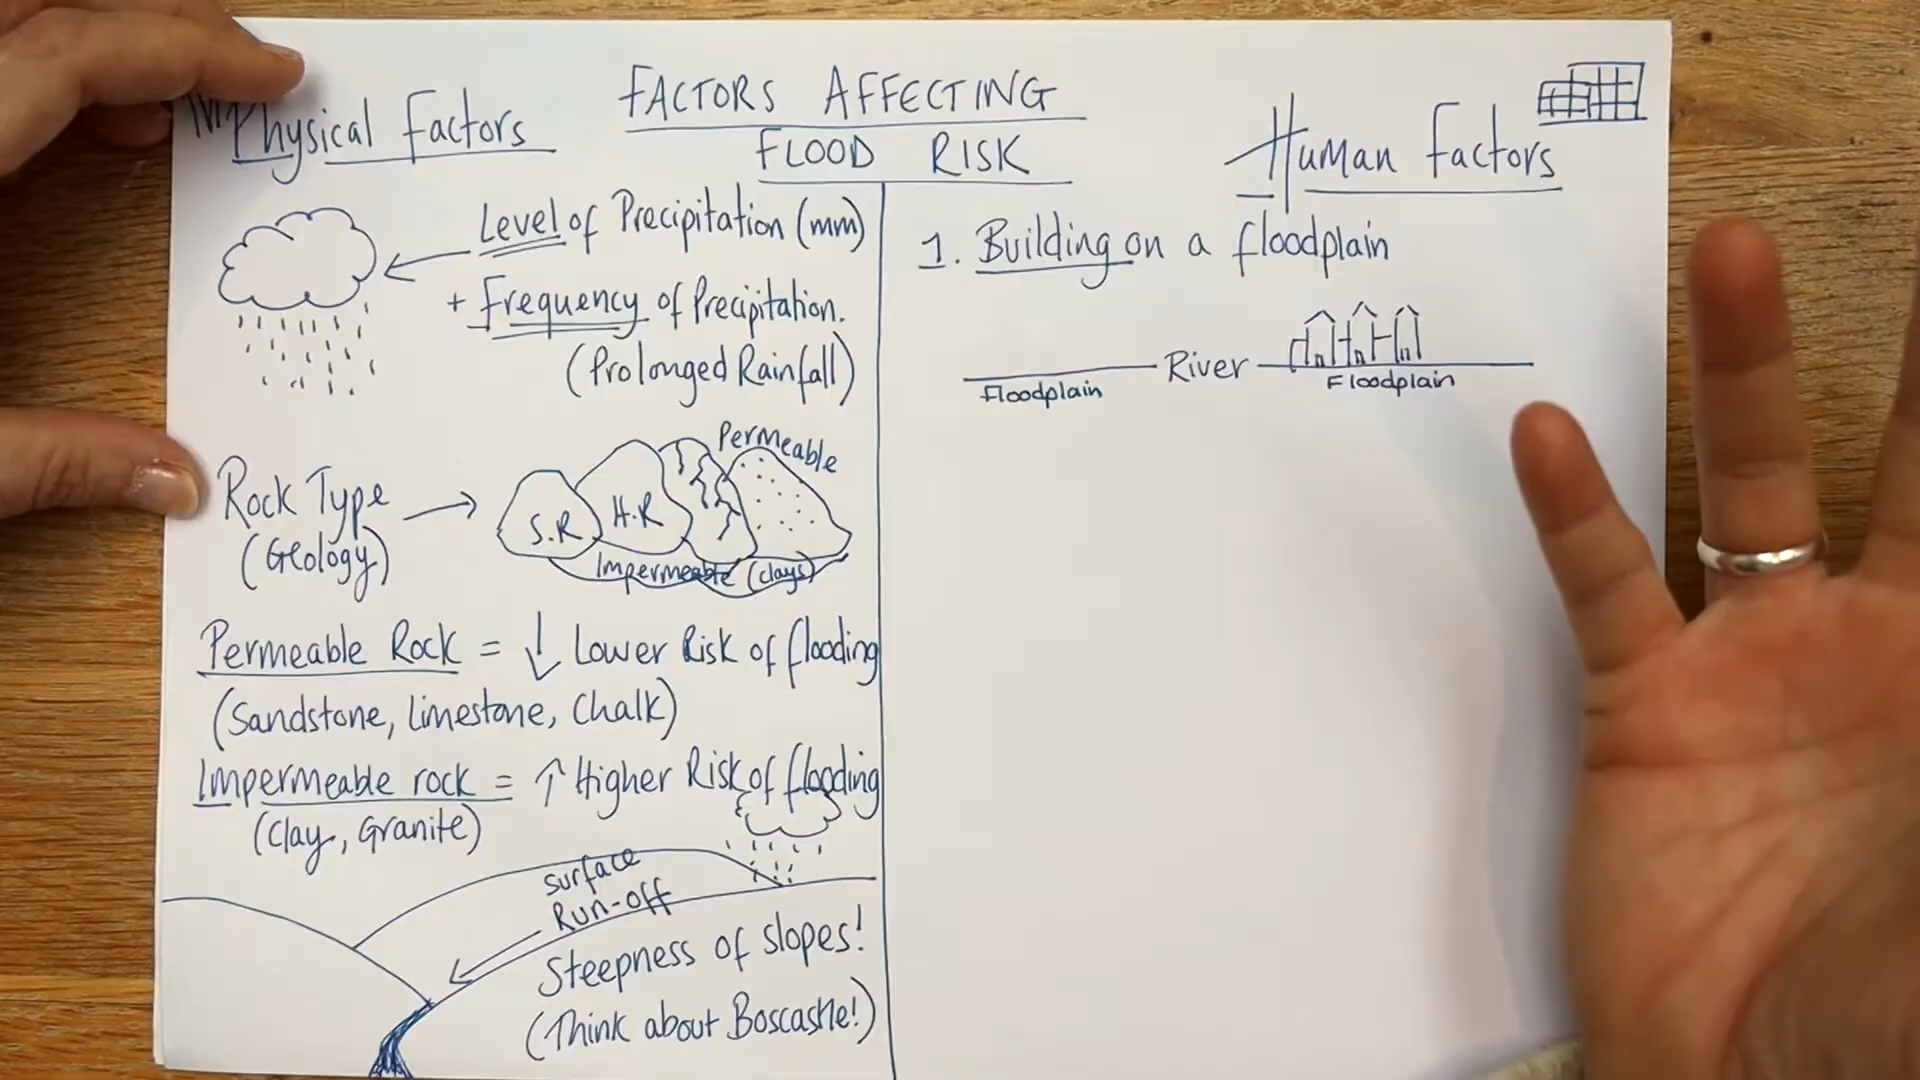 FACTORS AFFECTING
FLOOD RISK
Physical Factors
Level of Precipitation (mm)
+ Frequency of Precipitation.
(Prolonged Rainfall)
Rock Type
(Geology)
Permeable
S.R
H.R
Impermeable (clays)
Permeable Rock = ↓ Lower Risk of flooding
(Sandstone, Limestone, Chalk)
Impermeable rock = ↑ Higher Risk of flooding
(Clay, Granite)
Surface
Run-off
Steepness of slopes!
(Think about Boscastle!)
Human Factors
1. Building on a floodplain
River
Floodplain
Floodplain